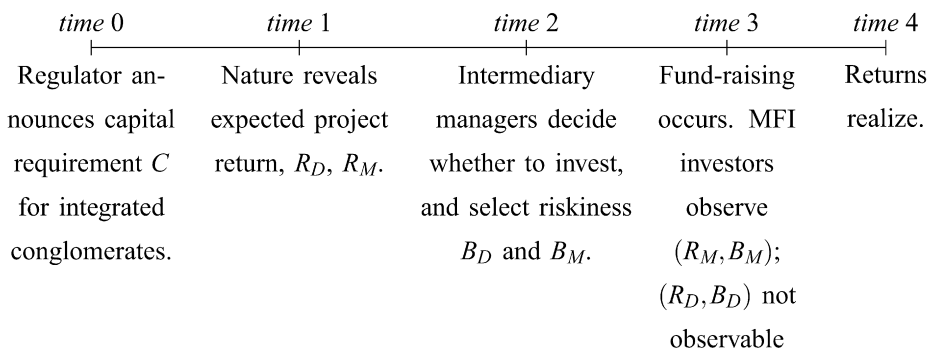 time 0
Regulator an-
nounces capital
requirement C
for integrated
conglomerates.
time 1
Nature reveals
expected project
return, R_D, R_M.
time 2
Intermediary
managers decide
whether to invest,
and select riskiness
B_D and B_M.
time 3
Fund-raising
occurs. MFI
investors
observe
(R_M, B_M);
(R_D, B_D) not
observable
time 4
Returns
realize.